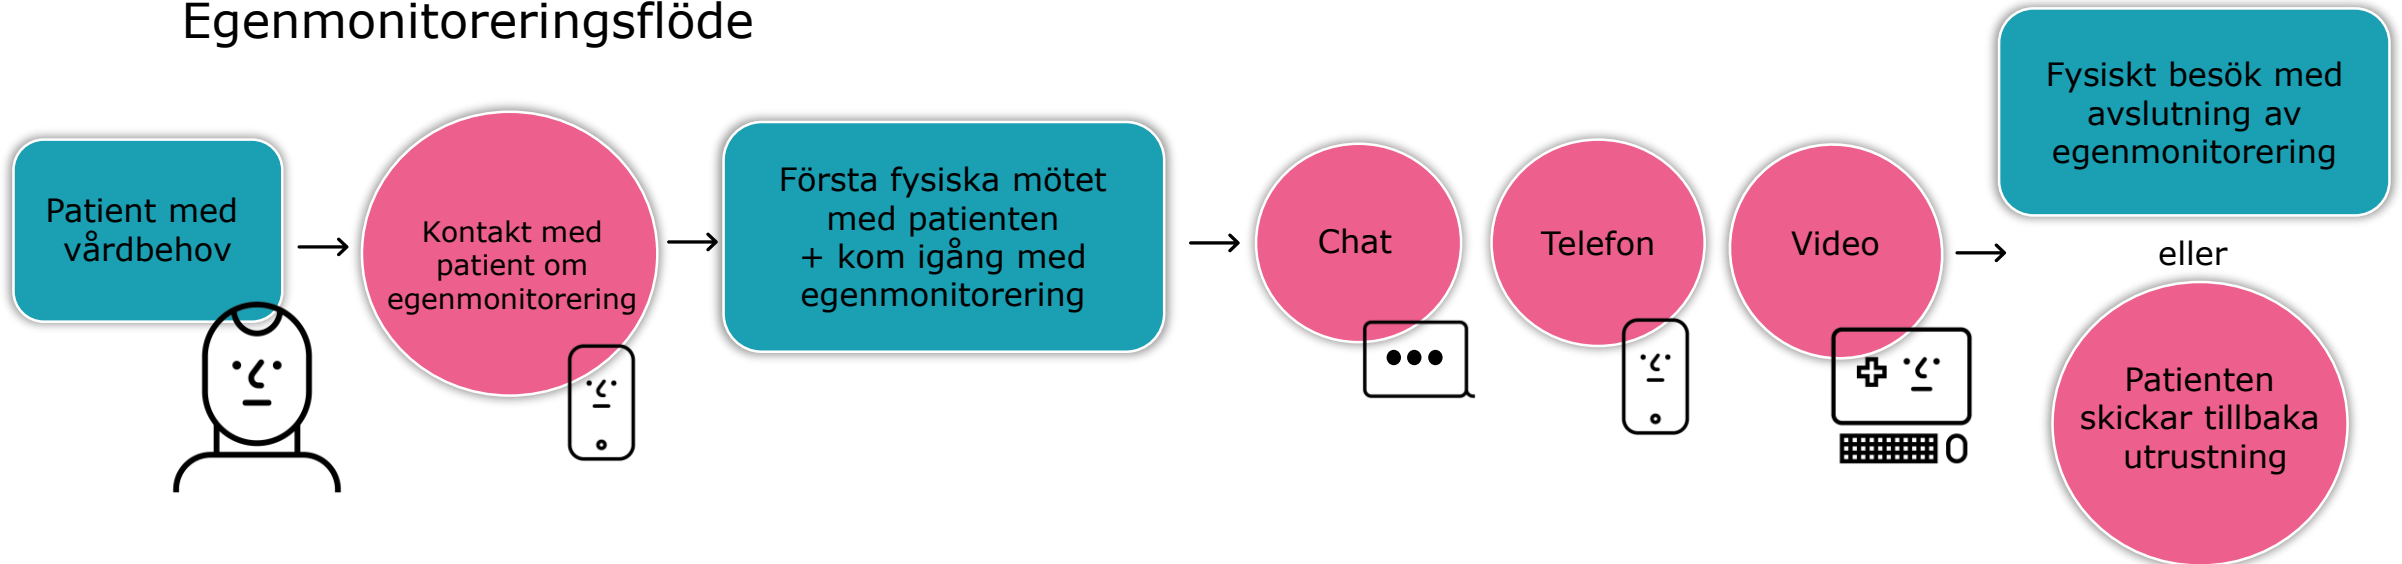 Egenmonitoreringsflöde
Patient med
vårdbehov
Kontakt med
patient om
egenmonitorering
Första fysiska mötet
med patienten
+ kom igång med
egenmonitorering
Chat
Telefon
Video
Fysiskt besök med
avslutning av
egenmonitorering
eller
Patienten
skickar tillbaka
utrustning